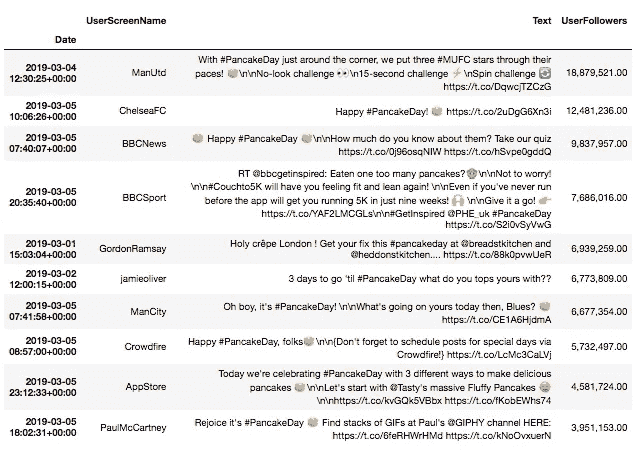 UserScreenName Text UserFollowers
Date
2019-03-04 12:30:25+00:00 ManUtd With #PancakeDay just around the corner, we put three #MUFC stars through their
paces! 🥞\n\nNo-look challenge 👀\n15-second challenge ⚡\nSpin challenge 🔄 18,879,521.00
https://t.co/DqwcjTZCzG
2019-03-05 10:06:26+00:00 ChelseaFC Happy #PancakeDay! 🥞 https://t.co/2uDgG6Xn3i 12,481,236.00
2019-03-05 07:40:07+00:00 BBCNews 🥞 Happy #PancakeDay 🥞\n\nHow much do you know about them? Take our quiz 9,837,957.00
https://t.co/0j96osqNIW https://t.co/hSvpe0gddQ
2019-03-05 20:35:40+00:00 BBCSport RT @bbcgetinspired: Eaten one too many pancakes?\n\nNot to worry!
\n\n#Couchto5K will have you feeling fit and lean again! \n\nEven if you've never run
before the app will get you running 5K in just nine weeks! 🙌 \n\nGive it a go! 👉 7,686,016.00
https://t.co/YAF2LMCGLs\n\n#GetInspired @PHE_uk #PancakeDay
https://t.co/S2i0vSyVwG
2019-03-01 15:03:04+00:00 GordonRamsay Holy crêpe London ! Get your fix this #pancakeday at @breadstkitchen and 6,939,259.00
@heddonstkitchen.... https://t.co/88k0pvwUeR
2019-03-02 12:00:15+00:00 jamieoliver 3 days to go 'til #PancakeDay what do you tops yours with?? 6,773,809.00
2019-03-05 07:41:58+00:00 ManCity Oh boy, it's #PancakeDay! \n\nWhat's going on yours today then, Blues? 🥞 6,677,354.00
https://t.co/CE1A6HjdmA
2019-03-05 08:57:00+00:00 Crowdfire Happy #PancakeDay, folks🥞\n\n(Don't forget to schedule posts for special days via 5,732,497.00
Crowdfire!) https://t.co/LcMc3CaLVj
2019-03-05 23:12:33+00:00 AppStore Today we're celebrating #PancakeDay with 3 different ways to make delicious
pancakes 🥞 \n\nLet's start with @Tasty's massive Fluffy Pancakes 4,581,724.00
\n\nhttps://t.co/kvGQk5VBbx https://t.co/fKobEWhs74
2019-03-05 18:02:31+00:00 PaulMcCartney Rejoice it's #PancakeDay 🥞 Find stacks of GIFs at Paul's @GIPHY channel HERE: 3,951,153.00
https://t.co/6feRHWrHMd https://t.co/kNoOvxuerN